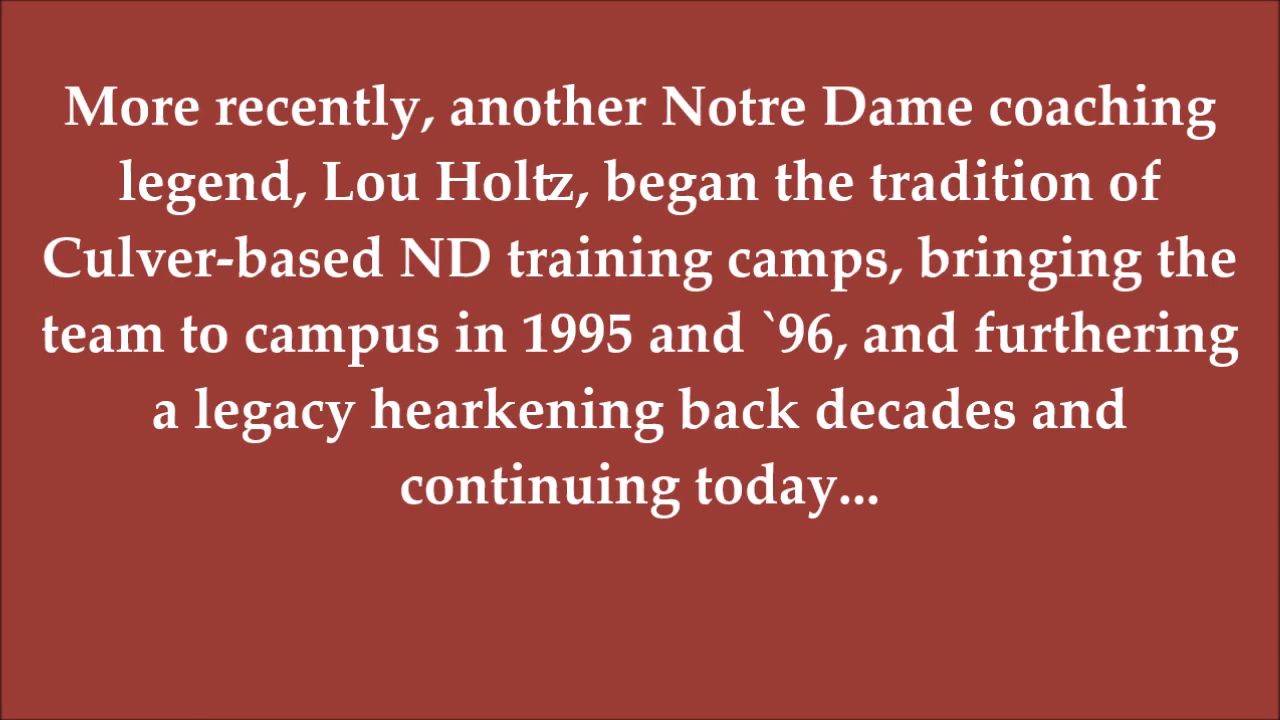 More recently, another Notre Dame coaching
legend, Lou Holtz, began the tradition of
Culver-based ND training camps, bringing the
team to campus in 1995 and `96, and furthering
a legacy hearkening back decades and
continuing today...